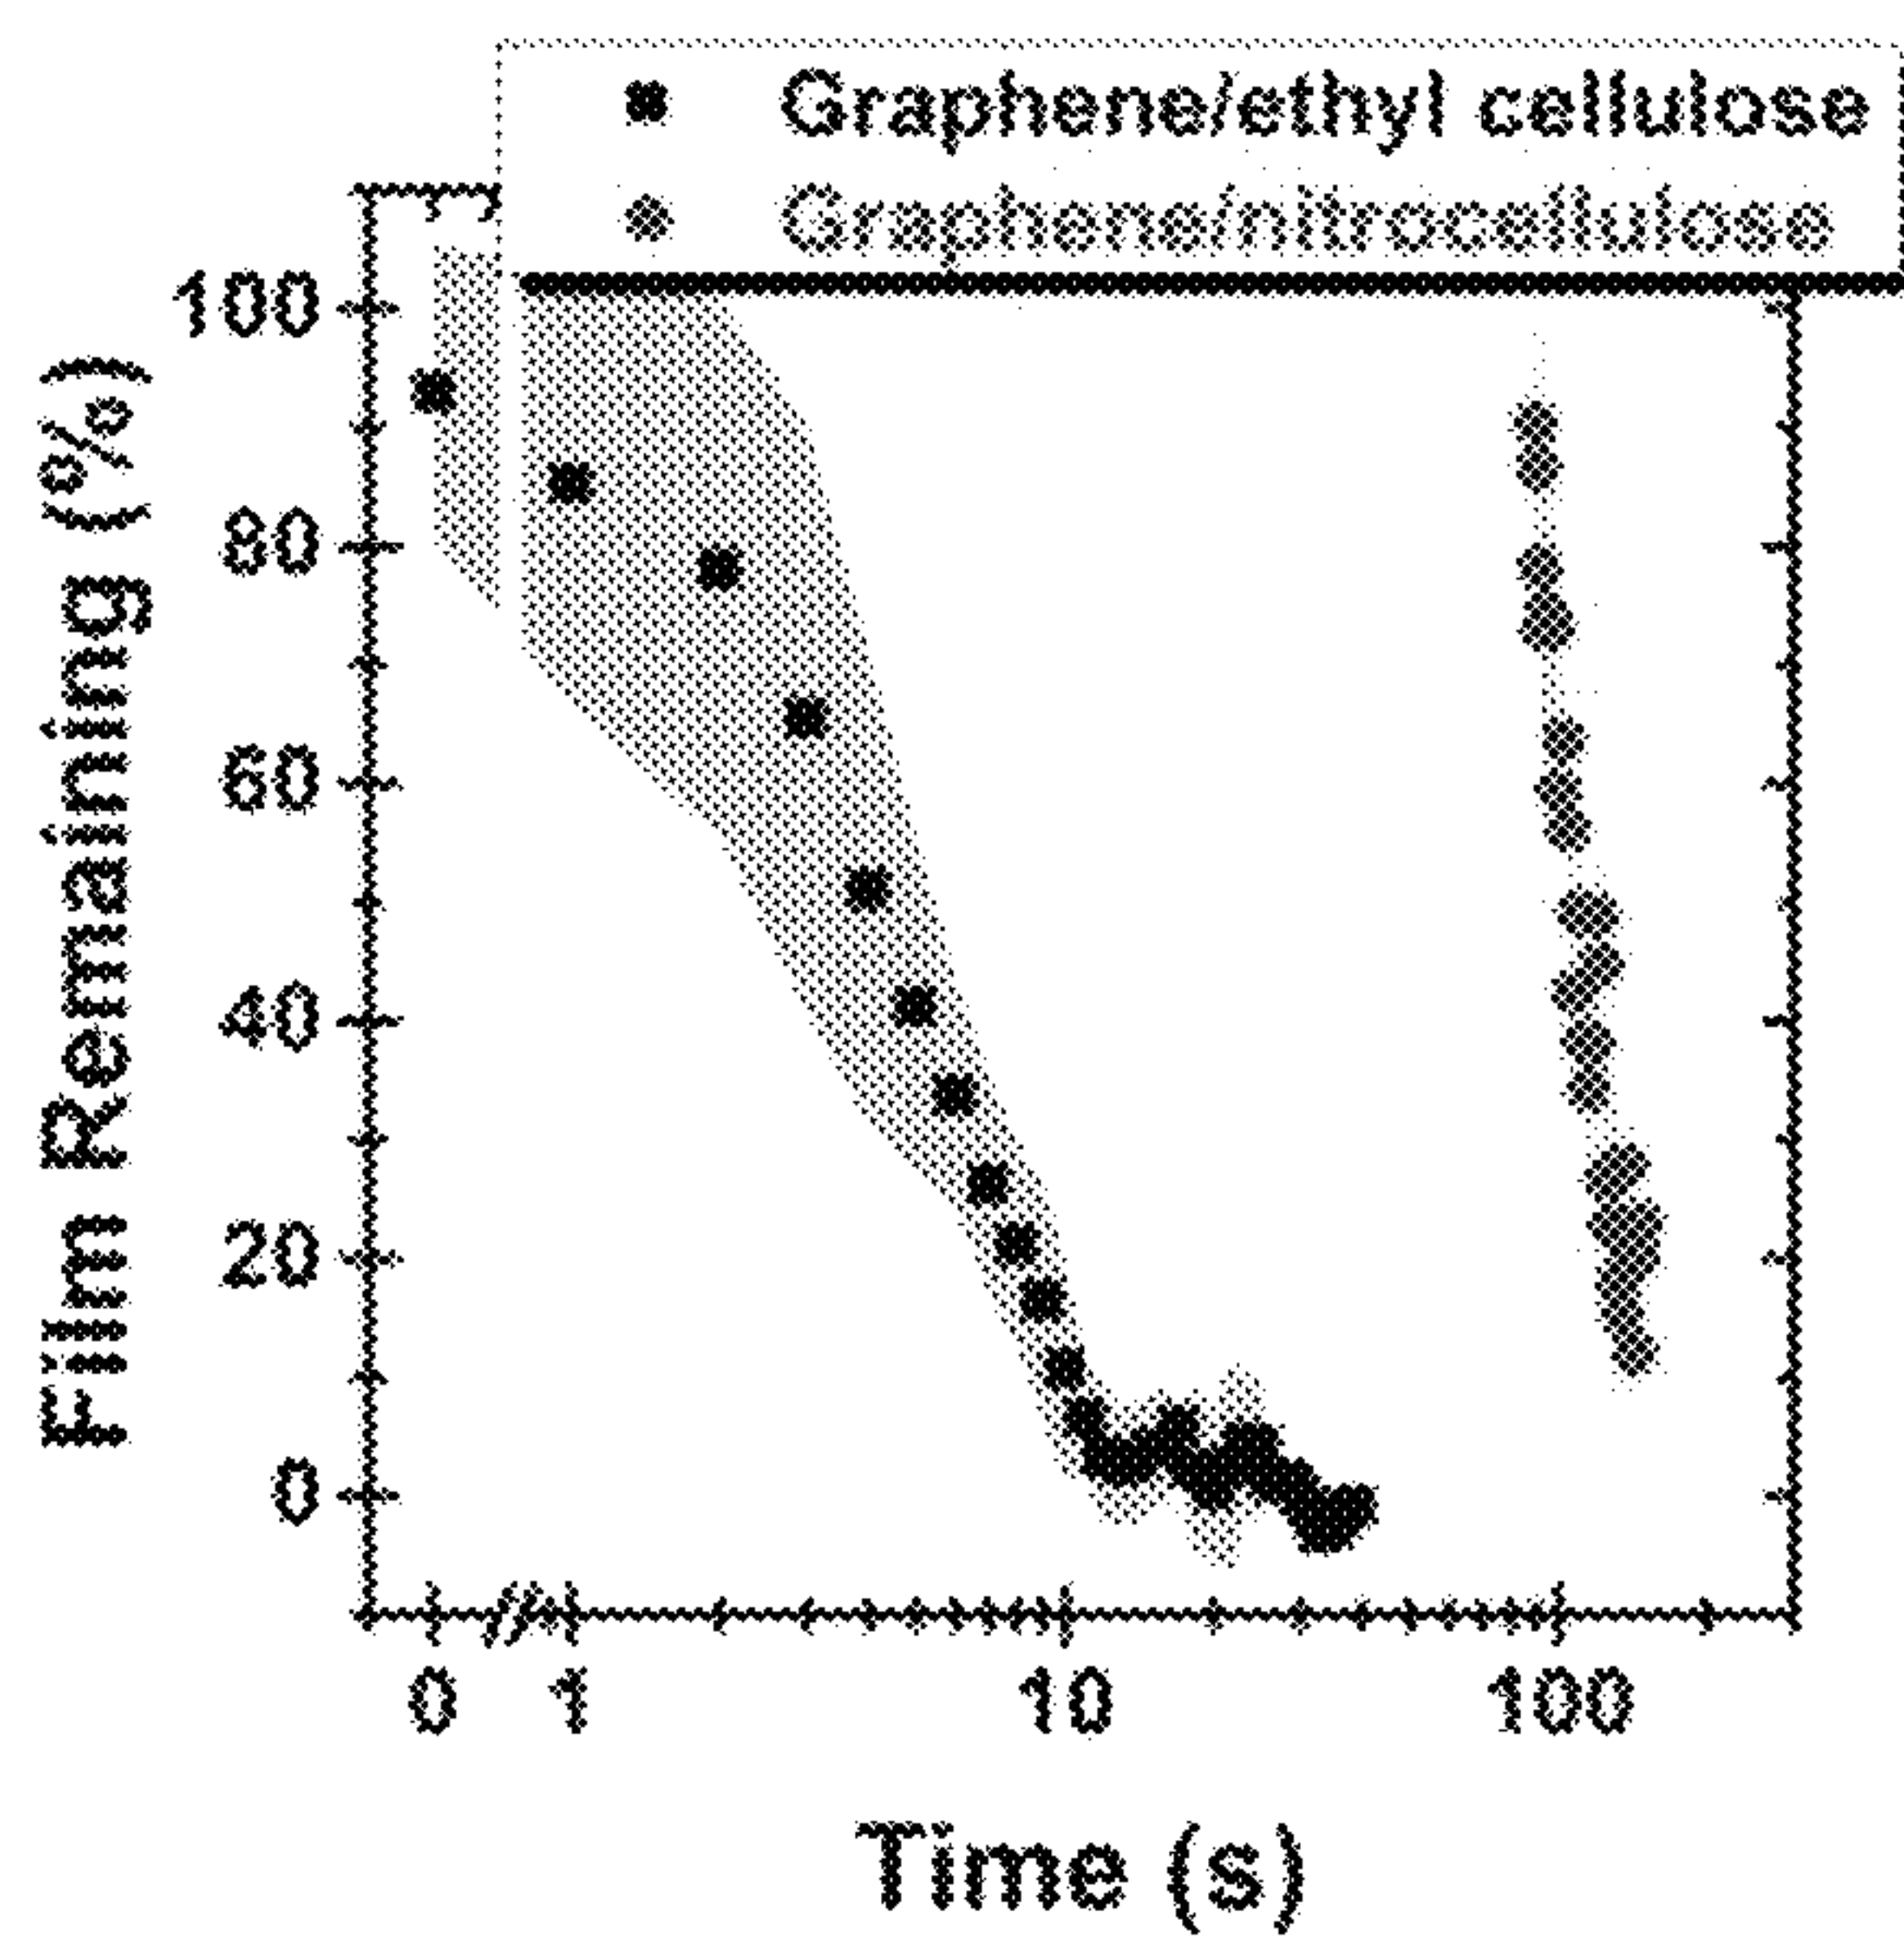 Graphene/ethyl cellulose
Graphene/nitrocellulose
Film Remaining (%)
100
80
60
40
20
0
0 1 10 100
Time (s)